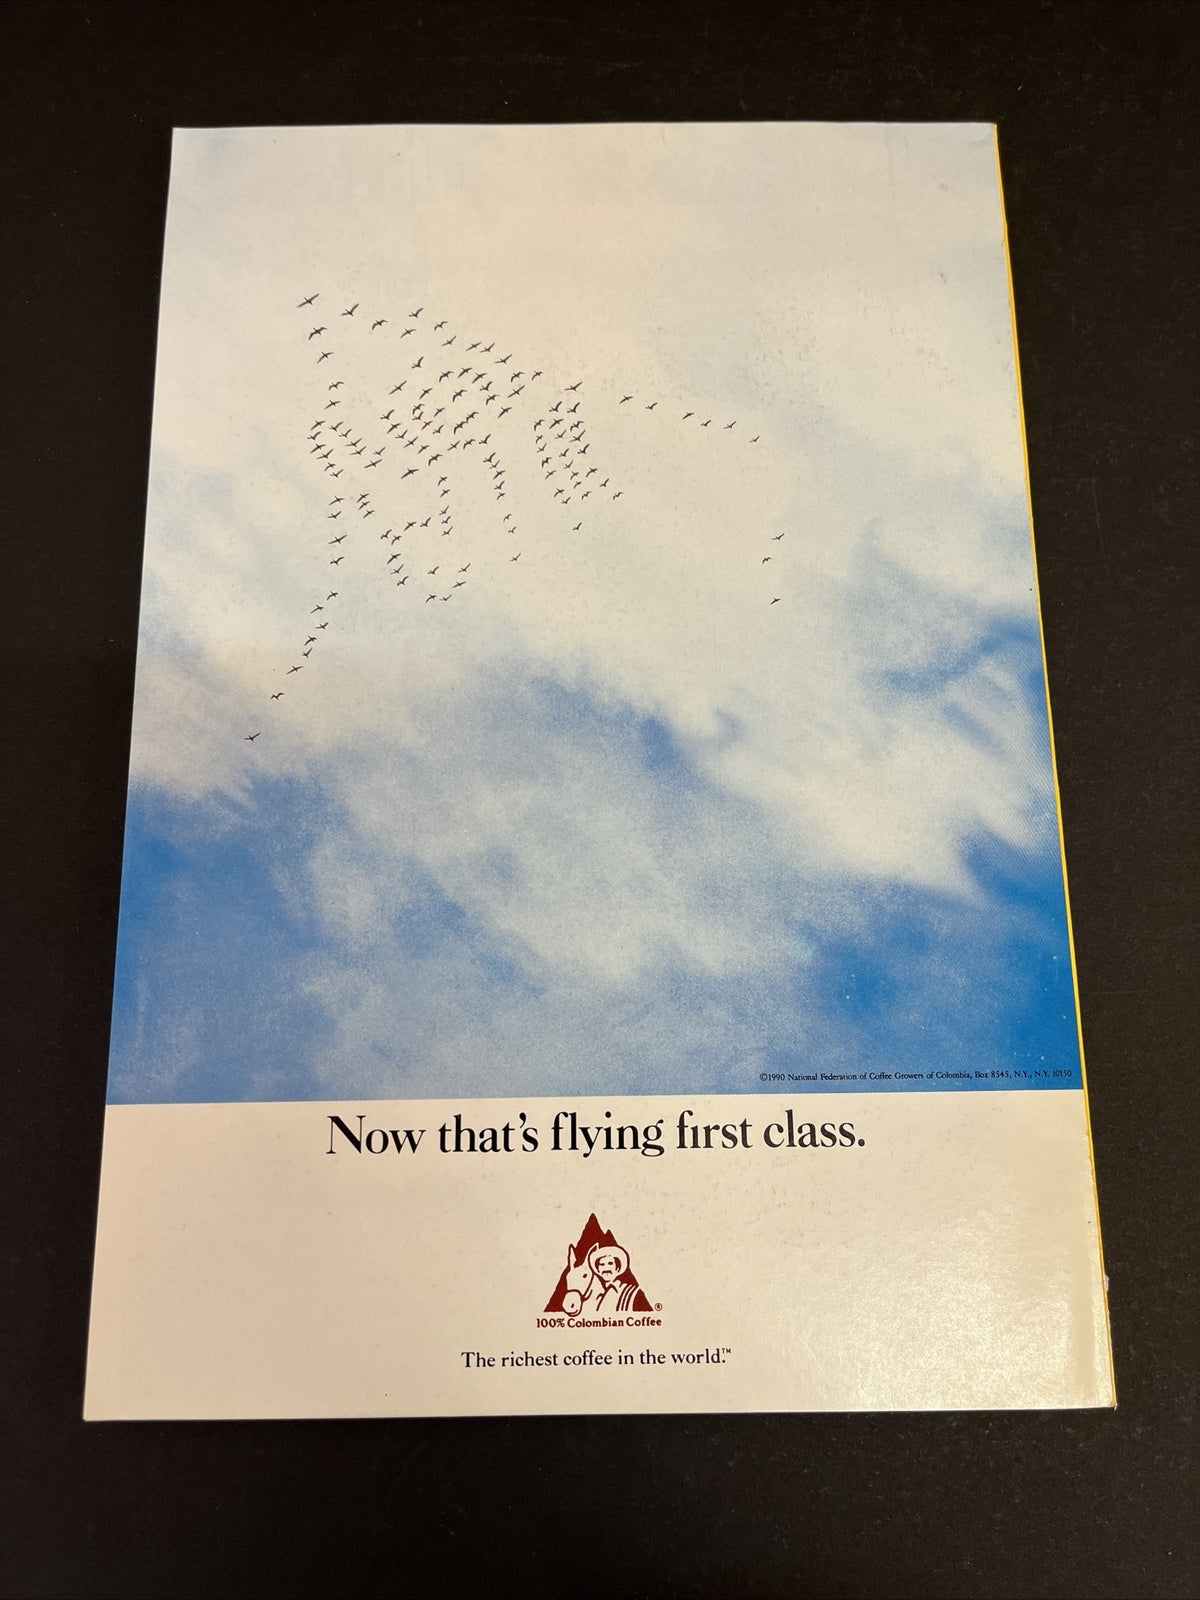 ©1990 National Federation of Coffee Growers of Colombia, Box 8545, N.Y., N.Y. 10150
Now that's flying first class.
®
100% Colombian Coffee
The richest coffee in the world.™